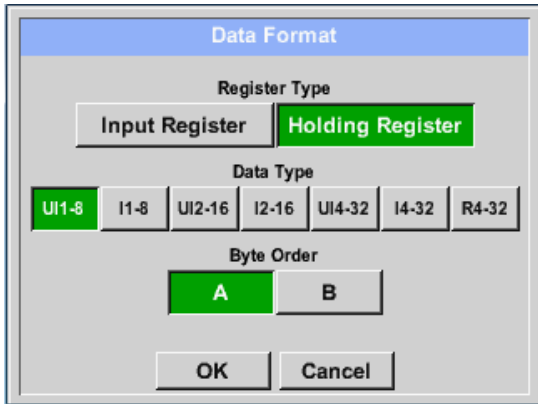 Data Format
Register Type
Input Register Holding Register
Data Type
UI1-8 I1-8 UI2-16 I2-16 UI4-32 I4-32 R4-32
Byte Order
A B
OK Cancel